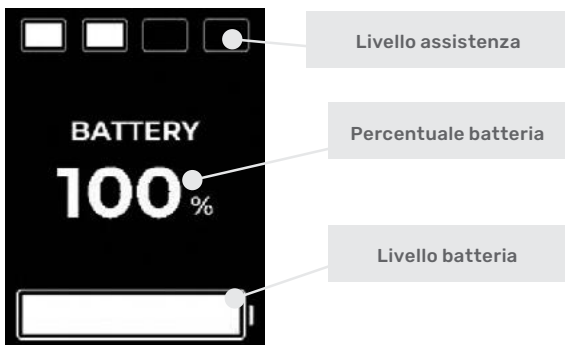 Livello assistenza
BATTERY
Percentuale batteria
100 %
Livello batteria